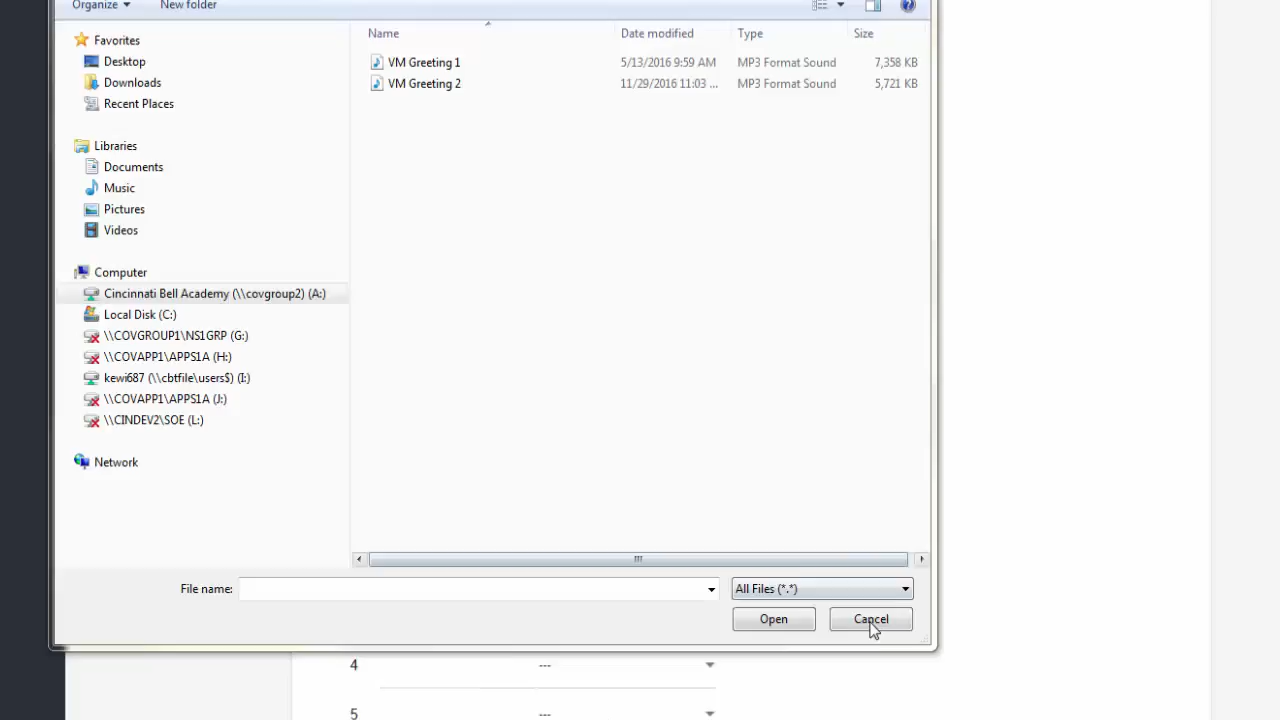 Organize New folder
Name Date modified Type Size
Favorites
Desktop
Downloads
Recent Places
Libraries
Documents
Music
Pictures
Videos
Computer
Cincinnati Bell Academy (\\covgroup2) (A:)
Local Disk (C:)
\\COVGROUP1\NS1GRP (G:)
\\COVAPP1\APPS1A (H:)
kewi687 (\\cbtfile\users$) (I:)
\\COVAPP1\APPS1A (J:)
\\CINDEV2\SOE (L:)
Network
VM Greeting 1 5/13/2016 9:59 AM MP3 Format Sound 7,358 KB
VM Greeting 2 11/29/2016 11:03 ... MP3 Format Sound 5,721 KB
File name: All Files (*.*)
Open Cancel
4 ---
5 ---